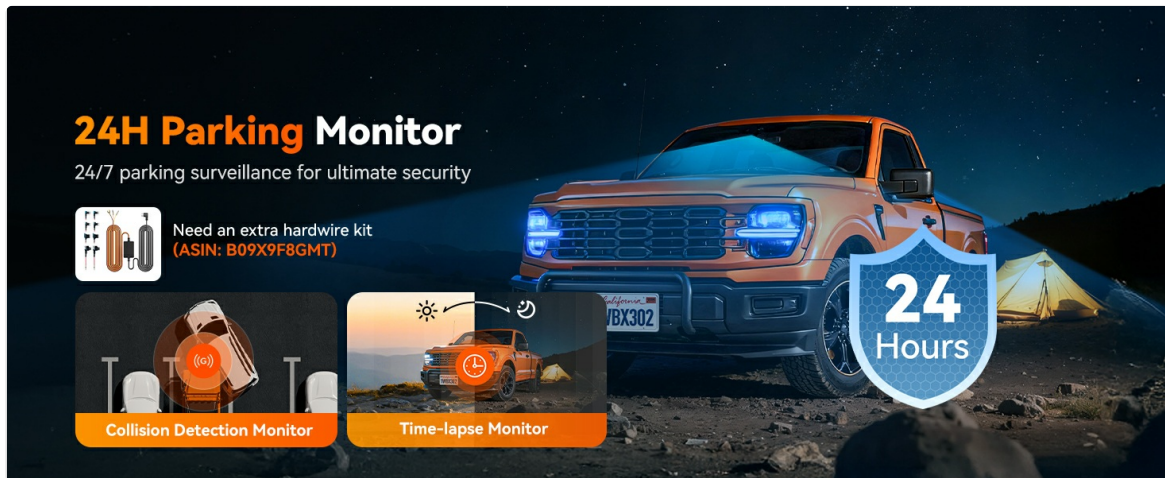 24H Parking Monitor
24/7 parking surveillance for ultimate security
Need an extra hardwire kit
(ASIN: B09X9F8GMT)
(G)
Collision Detection Monitor
Time-lapse Monitor
California
WBX302
24
Hours